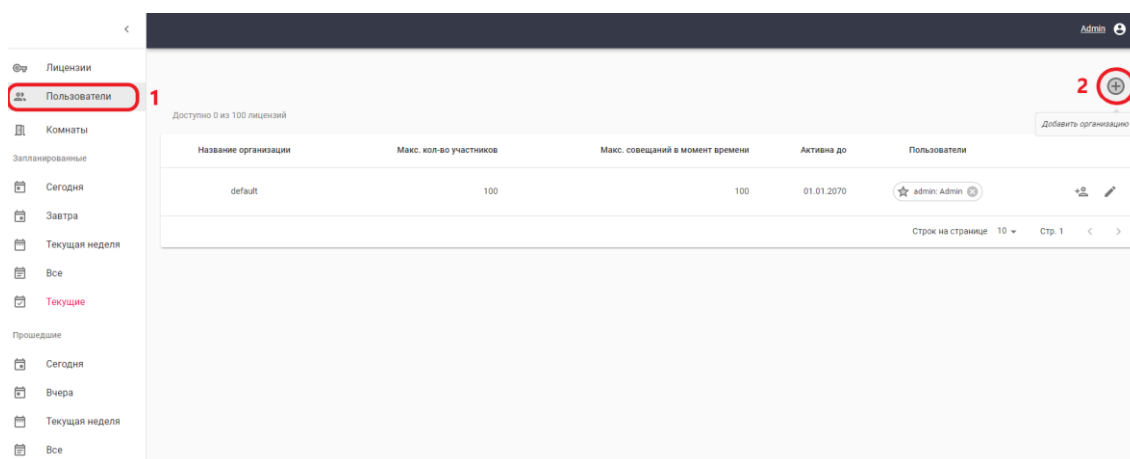 Admin
Лицензии
Пользователи 1
2
Доступно 0 из 100 лицензий
Добавить организацию
Комнаты
Название организации Макс. кол-во участников Макс. совещаний в момент времени Активна до Пользователи
Запланированные
default 100 100 01.01.2070 admin: Admin
Сегодня
Завтра
Строк на странице 10 Стр. 1
Текущая неделя
Все
Текущие
Прошедшие
Сегодня
Вчера
Текущая неделя
Все